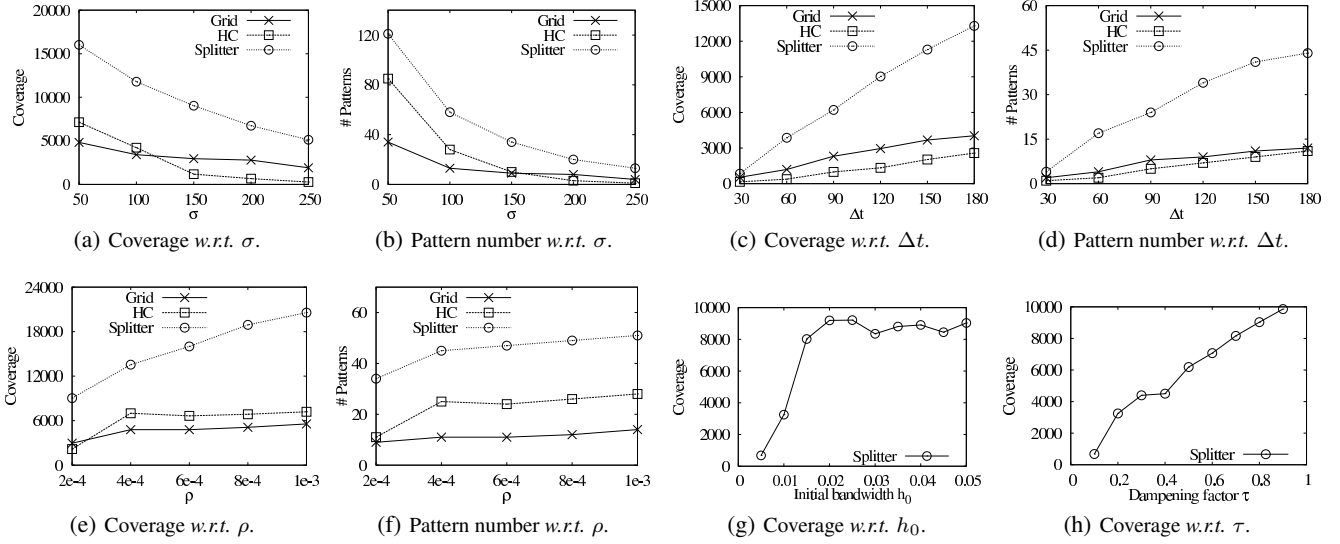 20000
15000
10000
5000
0
Coverage
Grid
HC
Splitter
50 100 150 200 250
σ
(a) Coverage w.r.t. σ.
120
80
40
0
# Patterns
Grid
HC
Splitter
50 100 150 200 250
σ
(b) Pattern number w.r.t. σ.
15000
12000
9000
6000
3000
0
Coverage
Grid
HC
Splitter
30 60 90 120 150 180
Δt
(c) Coverage w.r.t. Δt.
60
45
30
15
0
# Patterns
Grid
HC
Splitter
30 60 90 120 150 180
Δt
(d) Pattern number w.r.t. Δt.
24000
18000
12000
6000
0
Coverage
Grid
HC
Splitter
2e-4 4e-4 6e-4 8e-4 1e-3
ρ
(e) Coverage w.r.t. ρ.
60
40
20
0
# Patterns
Grid
HC
Splitter
2e-4 4e-4 6e-4 8e-4 1e-3
ρ
(f) Pattern number w.r.t. ρ.
10000
8000
6000
4000
2000
0
Coverage
Splitter
0 0.01 0.02 0.03 0.04 0.05
Initial bandwidth h₀
(g) Coverage w.r.t. h₀.
10000
8000
6000
4000
2000
0
Coverage
Splitter
0 0.2 0.4 0.6 0.8 1
Dampening factor τ
(h) Coverage w.r.t. τ.